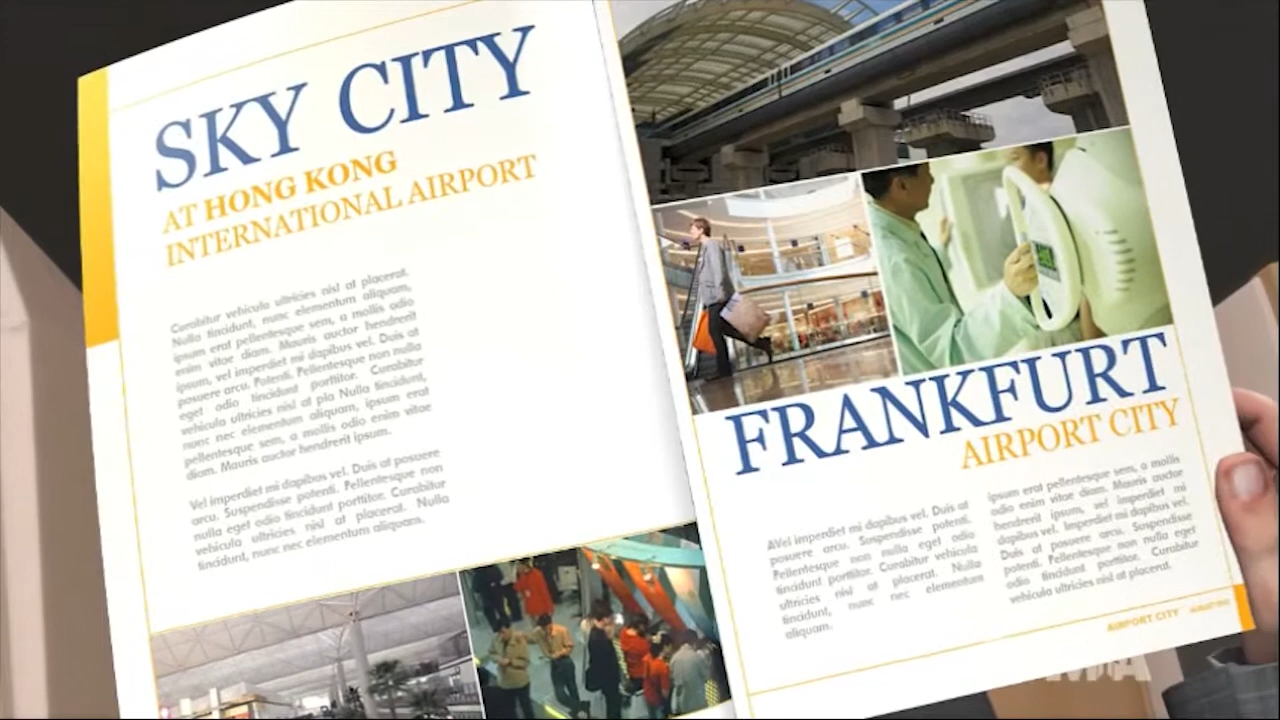 SKY CITY
AT HONG KONG
INTERNATIONAL AIRPORT
Curabitur vehicula ultricies nisl at placerat.
Nulla tincidunt, nunc elementum aliquam,
ipsum erat pellentesque sem, a mollis odio
enim vitae diam. Mauris auctor hendrerit
ipsum, vel imperdiet mi dapibus vel. Duis at
posuere arcu. Potenti. Pellentesque non nulla
eget odio tincidunt porttitor. Curabitur
vehicula ultricies nisl at pla Nulla tincidunt,
nunc nec elementum aliquam, ipsum erat
pellentesque sem, a mollis odio enim vitae
diam. Mauris auctor hendrerit ipsum.
Vel imperdiet mi dapibus vel. Duis at posuere
arcu. Suspendisse potenti. Pellentesque non
nulla eget odio tincidunt porttitor. Curabitur
vehicula ultricies nisl at placerat. Nulla
tincidunt, nunc nec elementum aliquam.
FRANKFURT
AIRPORT CITY
AVel imperdiet mi dapibus vel. Duis at
posuere arcu. Suspendisse potenti.
Pellentesque non nulla eget odio
tincidunt porttitor. Curabitur vehicula
ultricies nisl at placerat. Nulla
tincidunt, nunc nec elementum
aliquam.
ipsum erat pellentesque sem, a mollis
odio enim vitae diam. Mauris auctor
hendrerit ipsum, vel imperdiet mi
dapibus vel. Imperdiet mi dapibus vel.
Duis at posuere arcu. Suspendisse
potenti. Pellentesque non nulla eget
odio tincidunt porttitor. Curabitur
vehicula ultricies nisl at placerat.
AIRPORT CITY